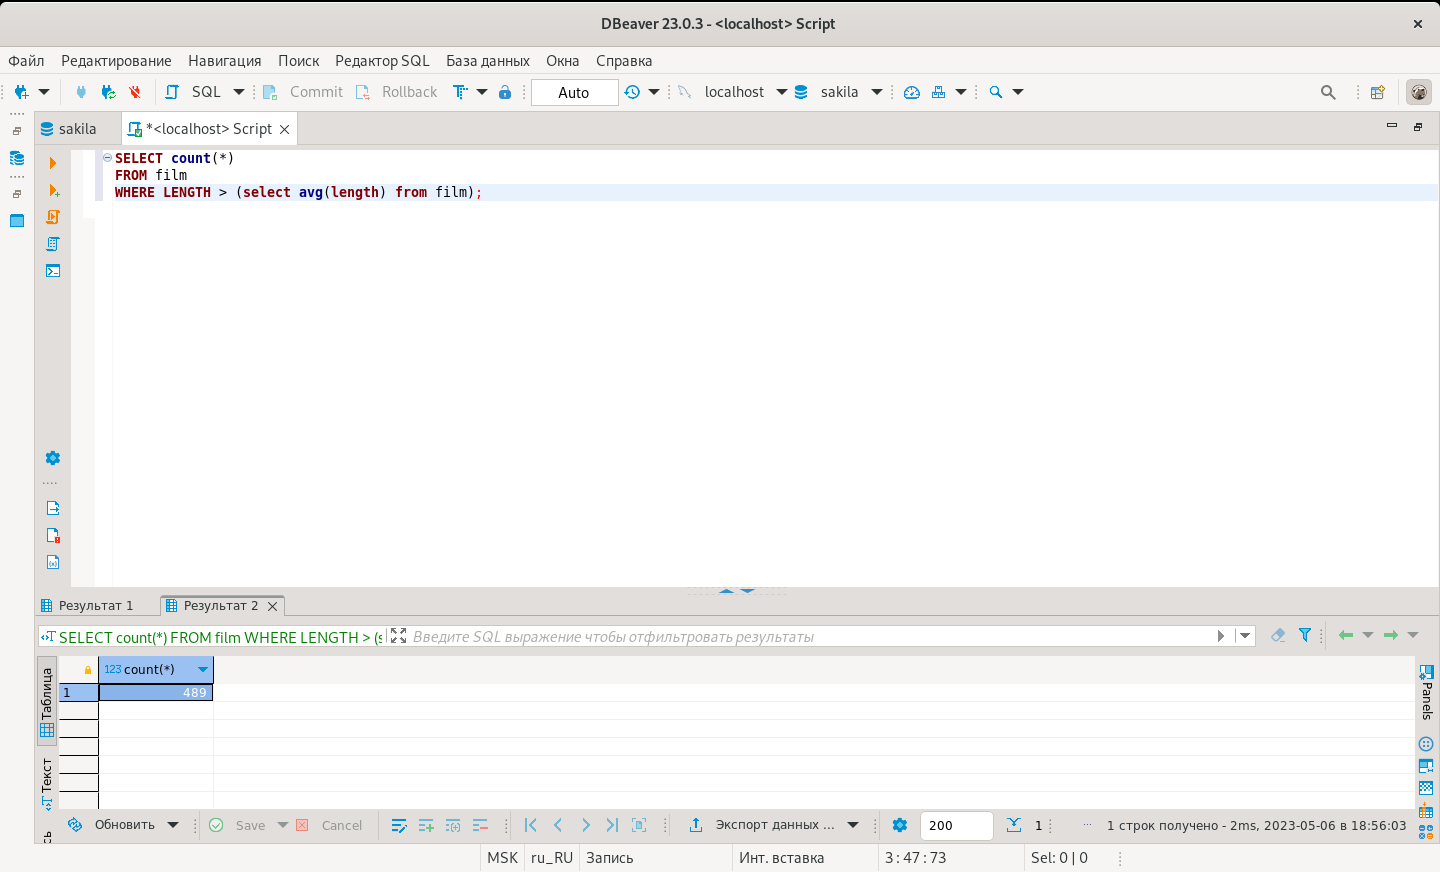 DBeaver 23.0.3 - <localhost> Script
Файл Редактирование Навигация Поиск Редактор SQL База данных Окна Справка
SQL Commit Rollback Auto localhost sakila
sakila *<localhost> Script
SELECT count(*)
FROM film
WHERE LENGTH > (select avg(length) from film);
Результат 1 Результат 2
SELECT count(*) FROM film WHERE LENGTH > (s Введите SQL выражение чтобы отфильтровать результаты
Таблица
Текст
123 count(*)
1 489
Panels
Обновить Save Cancel Экспорт данных ... 200 1 ... 1 строк получено - 2ms, 2023-05-06 в 18:56:03
MSK ru_RU Запись Инт. вставка 3 : 47 : 73 Sel: 0 | 0